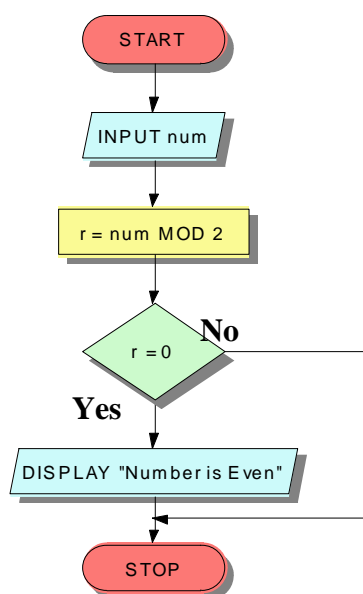 START
INPUT num
r = num MOD 2
No
r = 0
Yes
DISPLAY "Number is Even"
STOP